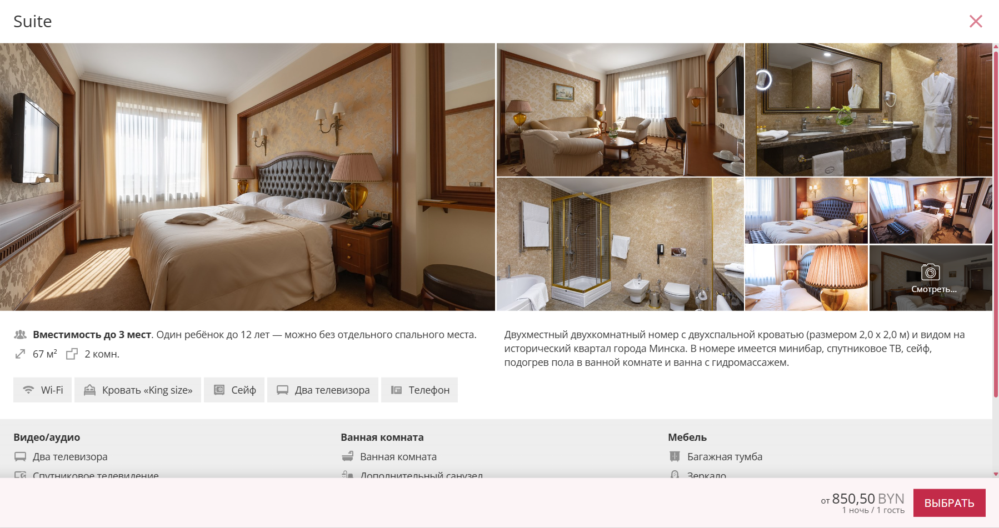 Suite
Смотреть...
Вместимость до 3 мест. Один ребёнок до 12 лет — можно без отдельного спального места.
67 м² 2 комн.
Wi-Fi Кровать «King size» Сейф Два телевизора Телефон
Двухместный двухкомнатный номер с двухспальной кроватью (размером 2,0 х 2,0 м) и видом на
исторический квартал города Минска. В номере имеется минибар, спутниковое ТВ, сейф,
подогрев пола в ванной комнате и ванна с гидромассажем.
Видео/аудио
Два телевизора
Спутниковое телевидение
Ванная комната
Ванная комната
Дополнительный санузел
Мебель
Багажная тумба
Зеркало
от 850,50 BYN
1 ночь / 1 гость
ВЫБРАТЬ